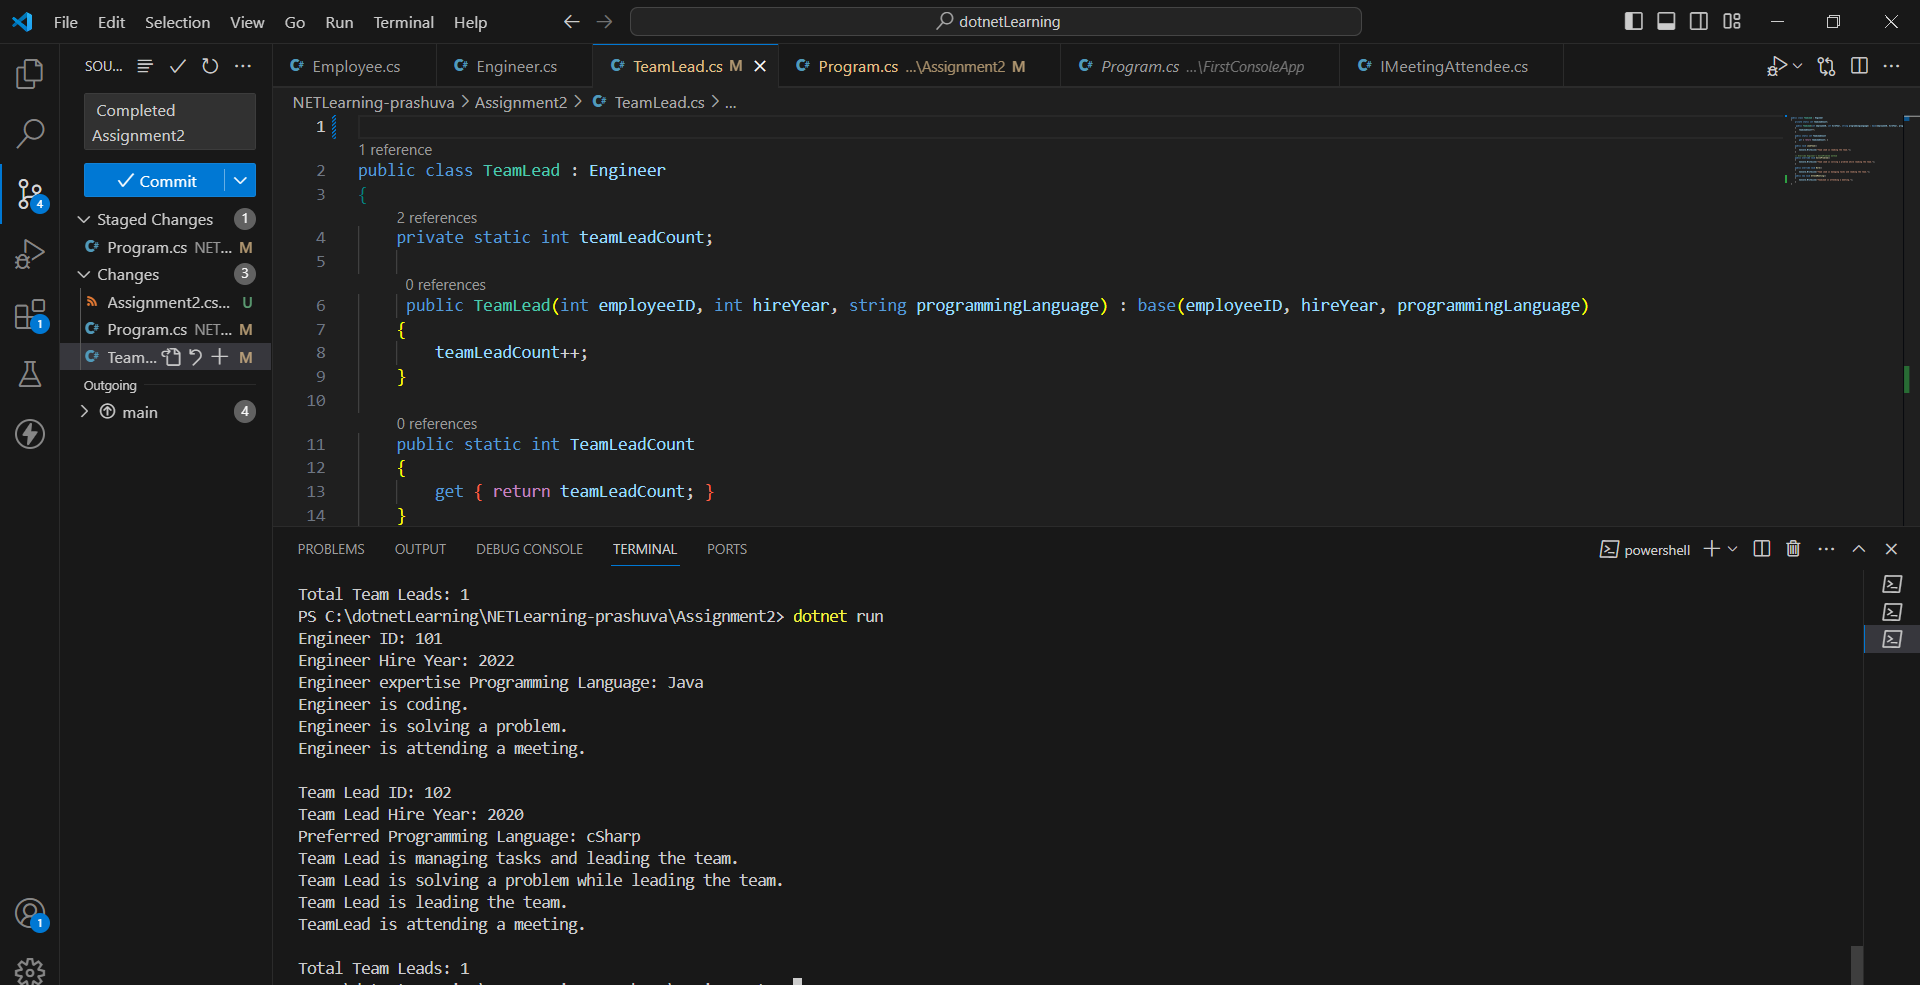 File Edit Selection View Go Run Terminal Help
dotnetLearning
SOU...
Completed
Assignment2
Commit
Staged Changes 1
Program.cs NET... M
Changes 3
Assignment2.cs... U
Program.cs NET... M
Team... M
Outgoing
main 4
4
1
1
Employee.cs Engineer.cs TeamLead.cs M Program.cs ...\Assignment2 M Program.cs ...\FirstConsoleApp IMeetingAttendee.cs
NETLearning-prashuva > Assignment2 > TeamLead.cs > ...
1
1 reference
2 public class TeamLead : Engineer
3 {
2 references
4 private static int teamLeadCount;
5
0 references
6 public TeamLead(int employeeID, int hireYear, string programmingLanguage) : base(employeeID, hireYear, programmingLanguage)
7 {
8 teamLeadCount++;
9 }
10
0 references
11 public static int TeamLeadCount
12 {
13 get { return teamLeadCount; }
14 }
PROBLEMS OUTPUT DEBUG CONSOLE TERMINAL PORTS
powershell
Total Team Leads: 1
PS C:\dotnetLearning\NETLearning-prashuva\Assignment2> dotnet run
Engineer ID: 101
Engineer Hire Year: 2022
Engineer expertise Programming Language: Java
Engineer is coding.
Engineer is solving a problem.
Engineer is attending a meeting.
Team Lead ID: 102
Team Lead Hire Year: 2020
Preferred Programming Language: cSharp
Team Lead is managing tasks and leading the team.
Team Lead is solving a problem while leading the team.
Team Lead is leading the team.
TeamLead is attending a meeting.
Total Team Leads: 1